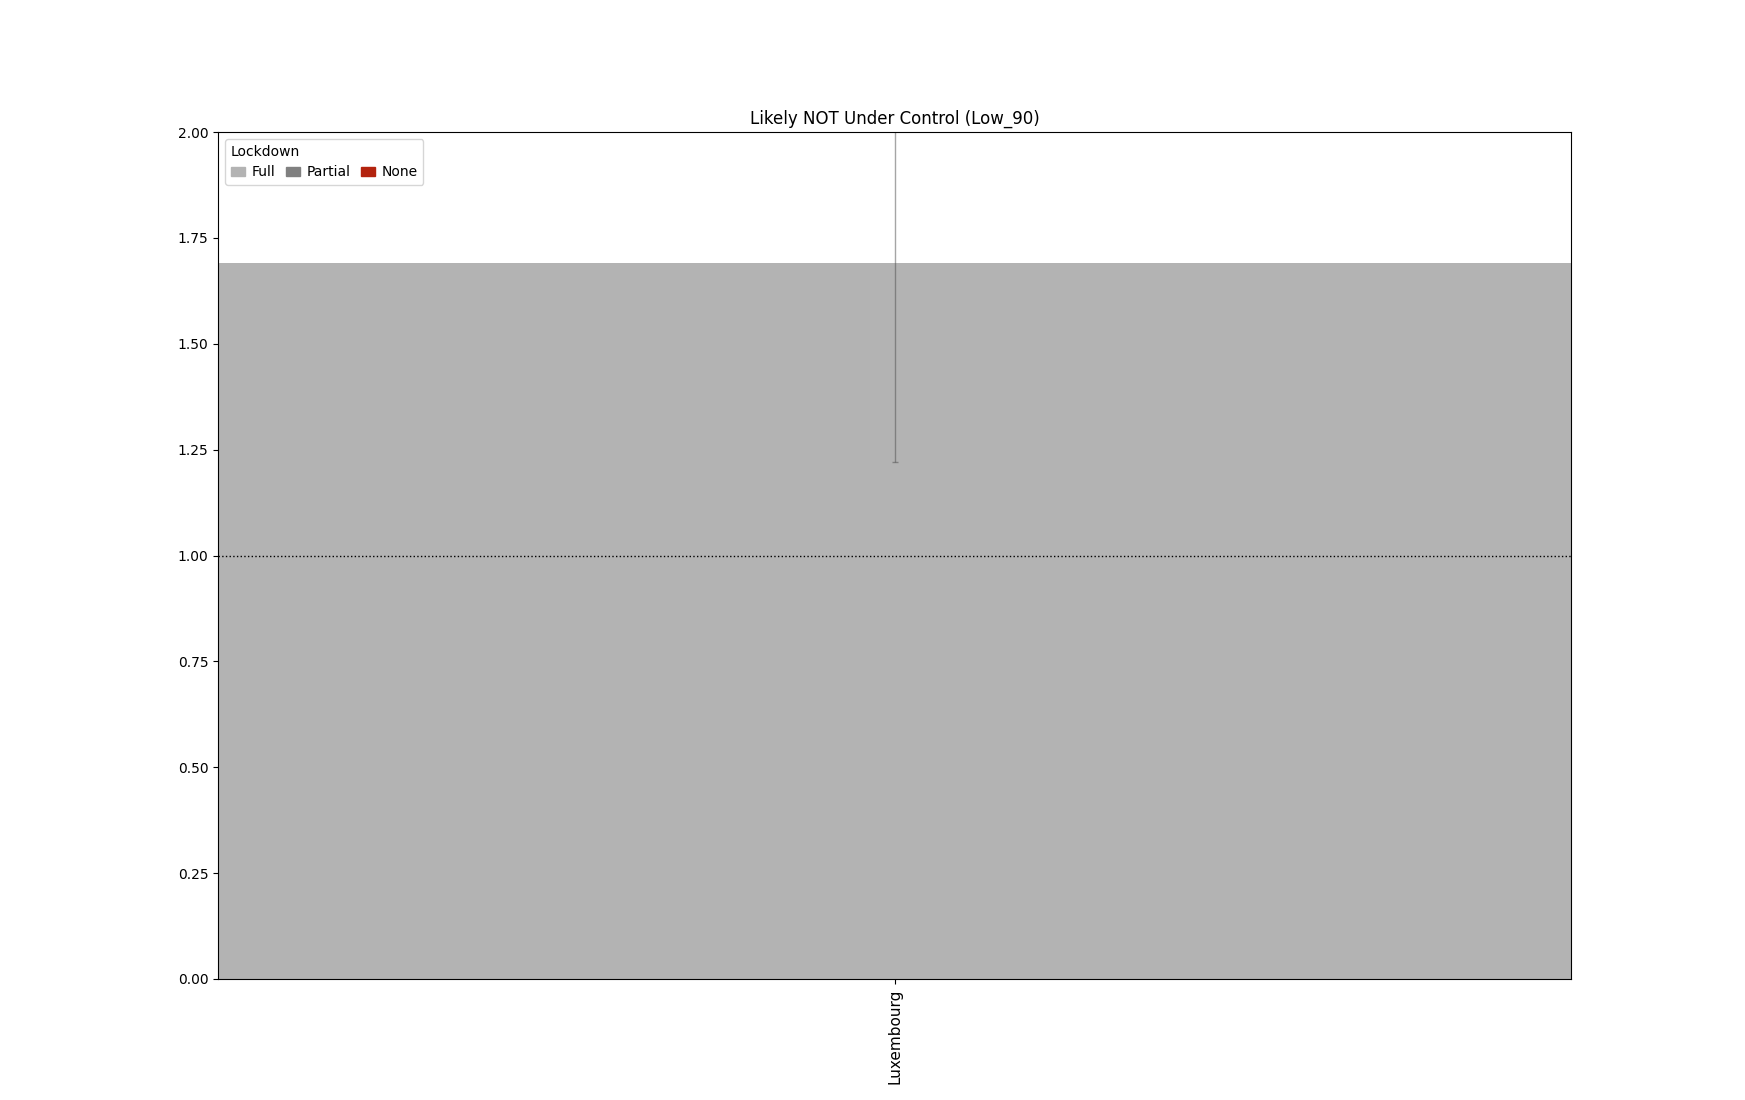 Likely NOT Under Control (Low_90)
2.00
Lockdown
Full Partial None
1.75
1.50
1.25
1.00
0.75
0.50
0.25
0.00
Luxembourg